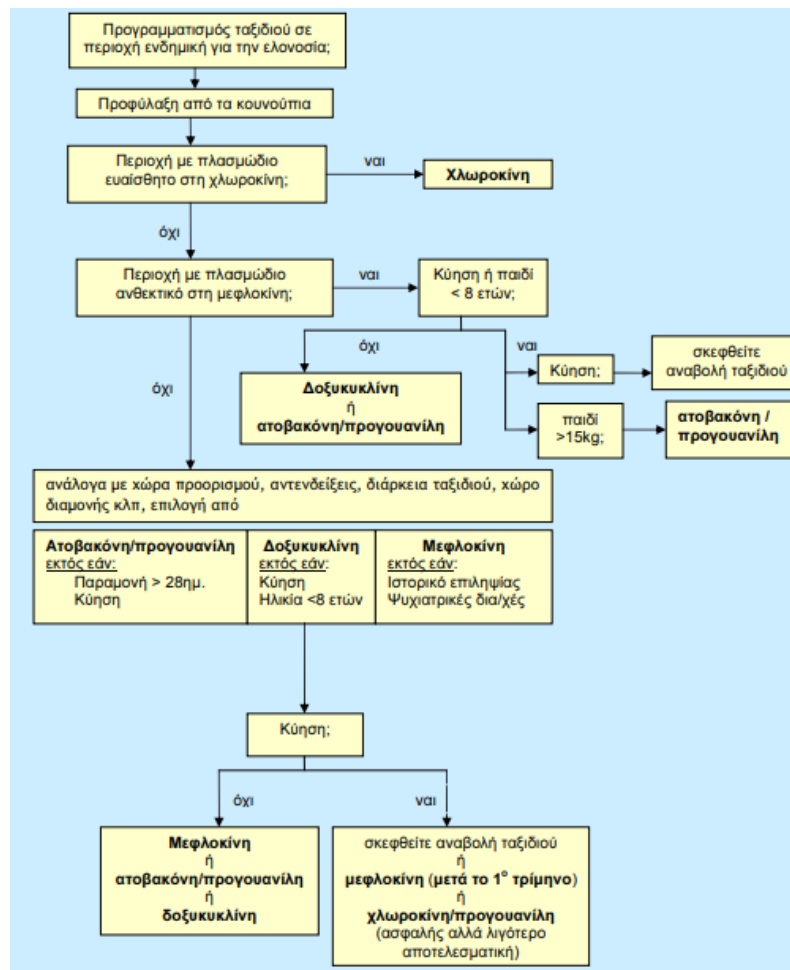 Προγραμματισμός ταξιδιού σε
περιοχή ενδημική για την ελονοσία;
Προφύλαξη από τα κουνούπια
Περιοχή με πλασμώδιο
ευαίσθητο στη χλωροκίνη;
ναι
Χλωροκίνη
όχι
Περιοχή με πλασμώδιο
ανθεκτικό στη μεφλοκίνη;
ναι
Κύηση ή παιδί
< 8 ετών;
όχι
ναι
Δοξυκυκλίνη
ή
ατοβακόνη/προγουανίλη
Κύηση;
σκεφθείτε
αναβολή ταξιδιού
παιδί
>15kg;
ατοβακόνη /
προγουανίλη
όχι
ανάλογα με χώρα προορισμού, αντενδείξεις, διάρκεια ταξιδιού, χώρο
διαμονής κλπ, επιλογή από
Ατοβακόνη/προγουανίλη
εκτός εάν:
Παραμονή > 28ημ.
Κύηση
Δοξυκυκλίνη
εκτός εάν:
Κύηση
Ηλικία <8 ετών
Μεφλοκίνη
εκτός εάν:
Ιστορικό επιληψίας
Ψυχιατρικές δια/χές
Κύηση;
όχι
ναι
Μεφλοκίνη
ή
ατοβακόνη/προγουανίλη
ή
δοξυκυκλίνη
σκεφθείτε αναβολή ταξιδιού
ή
μεφλοκίνη (μετά το 1ο τρίμηνο)
ή
χλωροκίνη/προγουανίλη
(ασφαλής αλλά λιγότερο
αποτελεσματική)